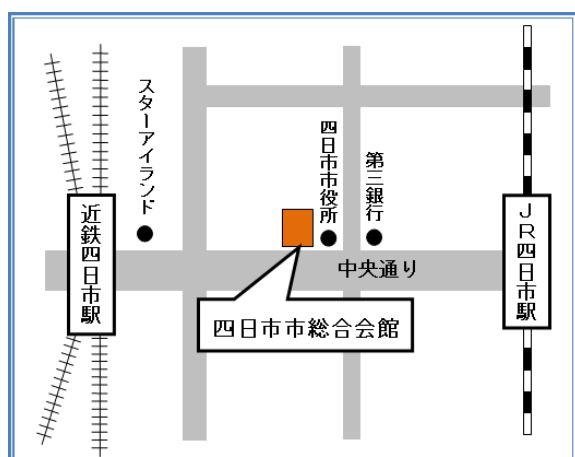 スターアイランド
四日市市役所
第三銀行
近鉄四日市駅
JR四日市駅
中央通り
四日市市総合会館